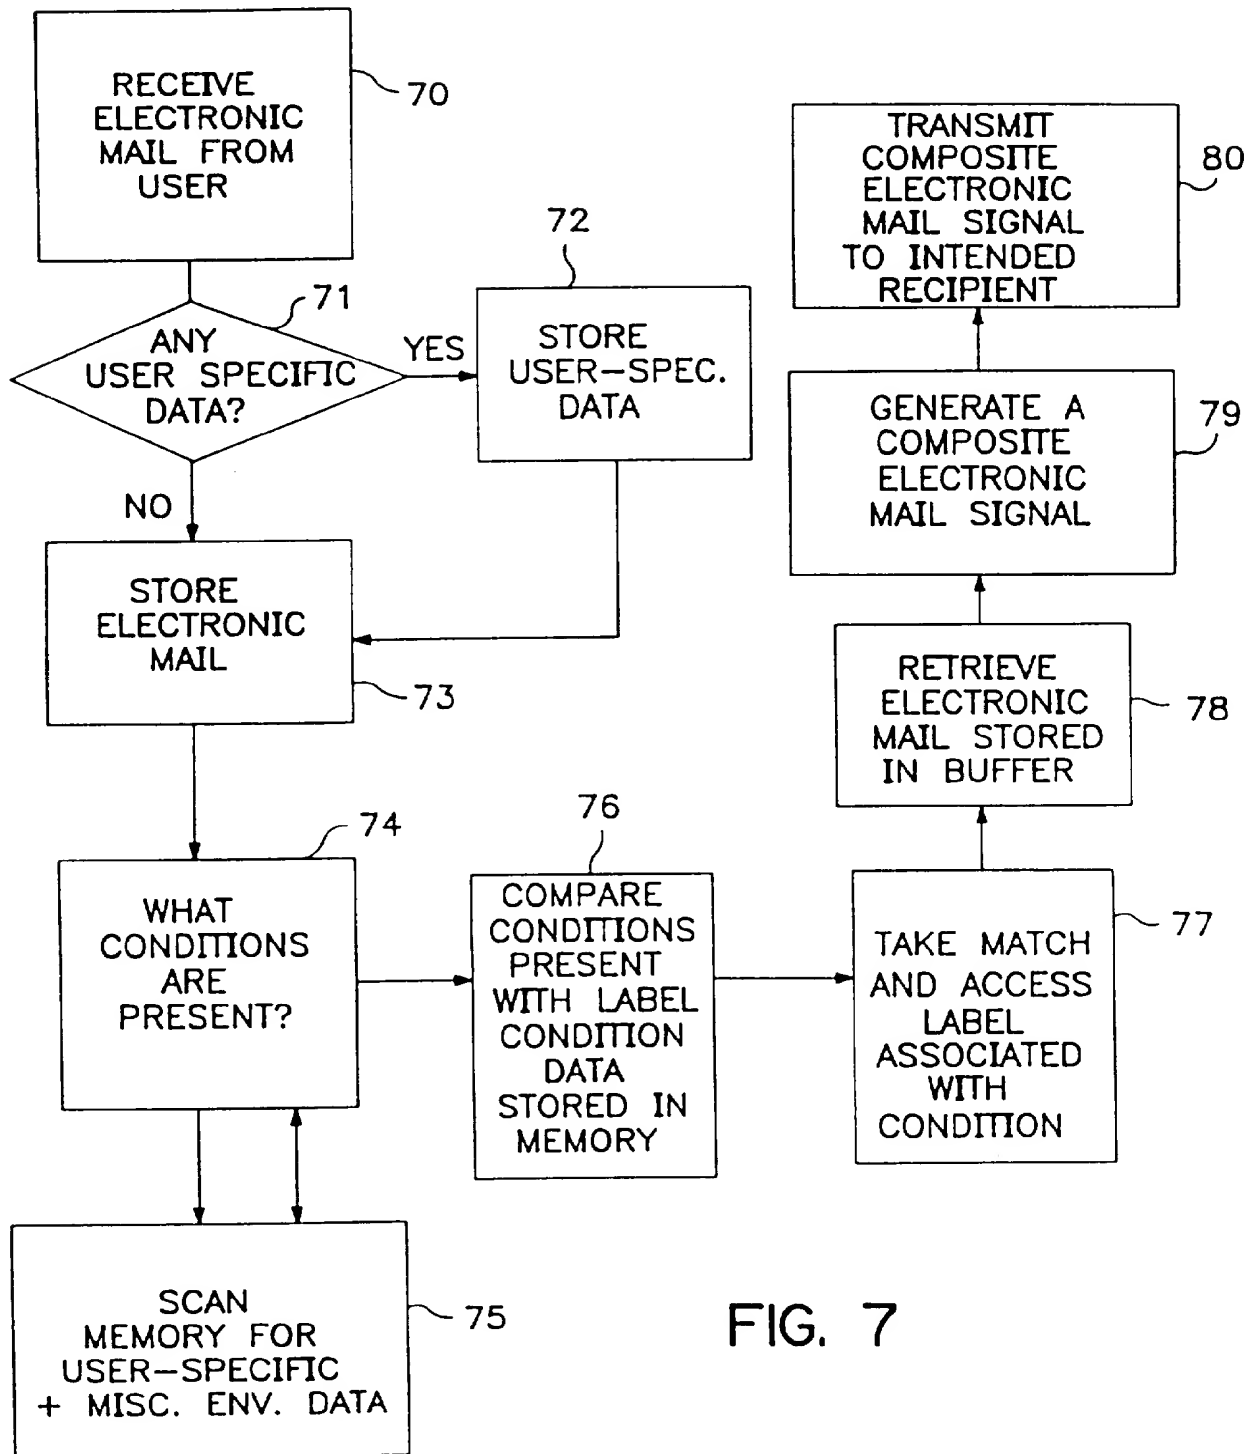 RECEIVE
ELECTRONIC
MAIL FROM
USER
70
ANY
USER SPECIFIC
DATA?
71
YES
NO
72
STORE
USER-SPEC.
DATA
STORE
ELECTRONIC
MAIL
73
74
WHAT
CONDITIONS
ARE
PRESENT?
SCAN
MEMORY FOR
USER-SPECIFIC
+ MISC. ENV. DATA
75
76
COMPARE
CONDITIONS
PRESENT
WITH LABEL
CONDITION
DATA
STORED IN
MEMORY
TAKE MATCH
AND ACCESS
LABEL
ASSOCIATED
WITH
CONDITION
77
RETRIEVE
ELECTRONIC
MAIL STORED
IN BUFFER
78
GENERATE A
COMPOSITE
ELECTRONIC
MAIL SIGNAL
79
TRANSMIT
COMPOSITE
ELECTRONIC
MAIL SIGNAL
TO INTENDED
RECIPIENT
80
FIG. 7